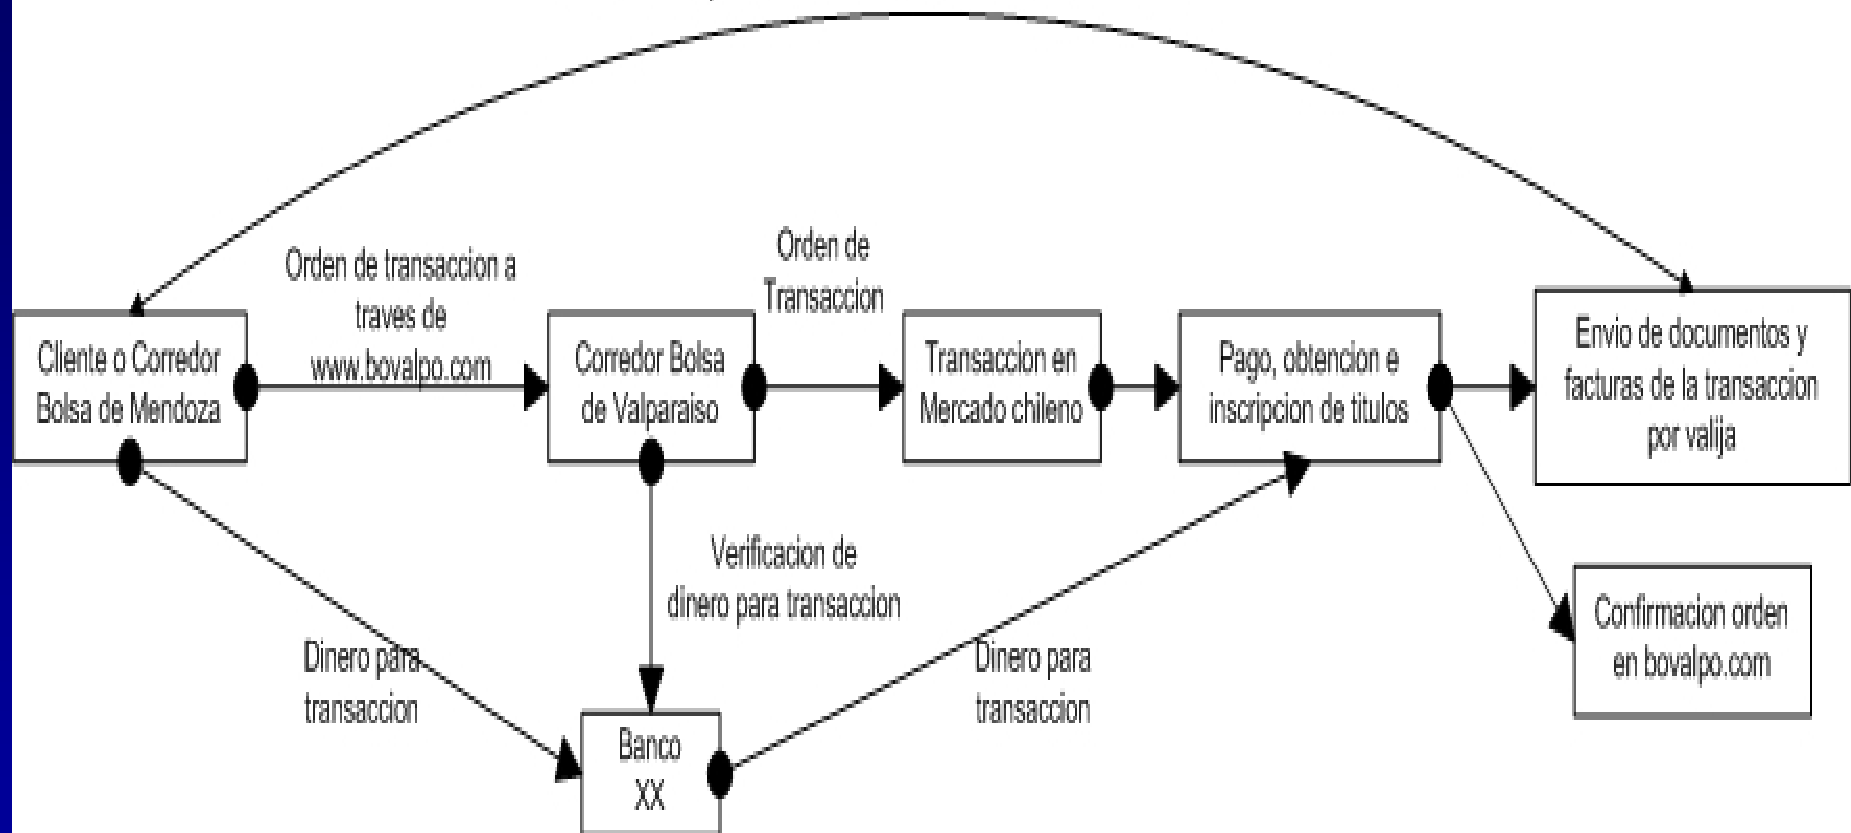 Orden de transaccion a
traves de
www.bovalpo.com
Orden de
Transaccion
Cliente o Corredor
Bolsa de Mendoza
Corredor Bolsa
de Valparaiso
Transaccion en
Mercado chileno
Pago, obtencion e
inscripcion de titulos
Envio de documentos y
facturas de la transaccion
por valija
Verificacion de
dinero para transaccion
Dinero para
transaccion
Dinero para
transaccion
Confirmacion orden
en bovalpo.com
Banco
XX